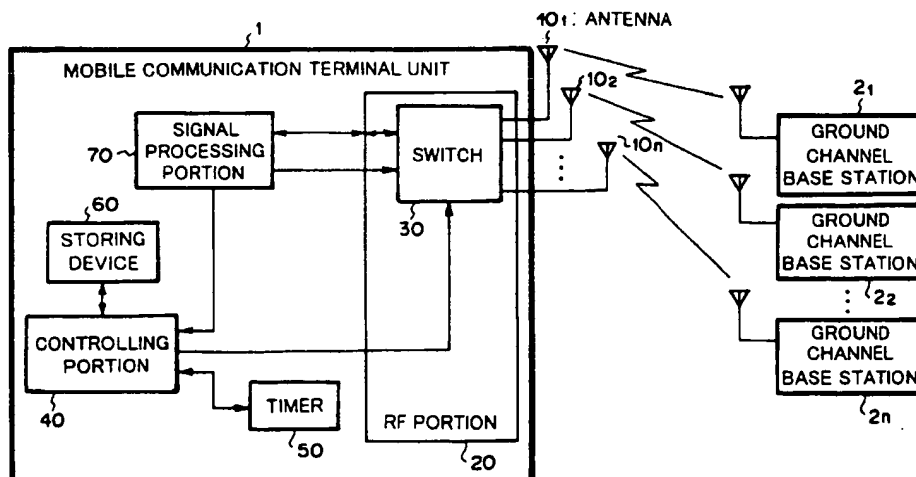 1
10₁: ANTENNA
MOBILE COMMUNICATION TERMINAL UNIT
10₂
2₁
SIGNAL
PROCESSING
PORTION
70
SWITCH
30
10n
GROUND
CHANNEL
BASE STATION
60
STORING
DEVICE
GROUND
CHANNEL
BASE STATION
2₂
CONTROLLING
PORTION
40
TIMER
50
RF PORTION
20
GROUND
CHANNEL
BASE STATION
2n